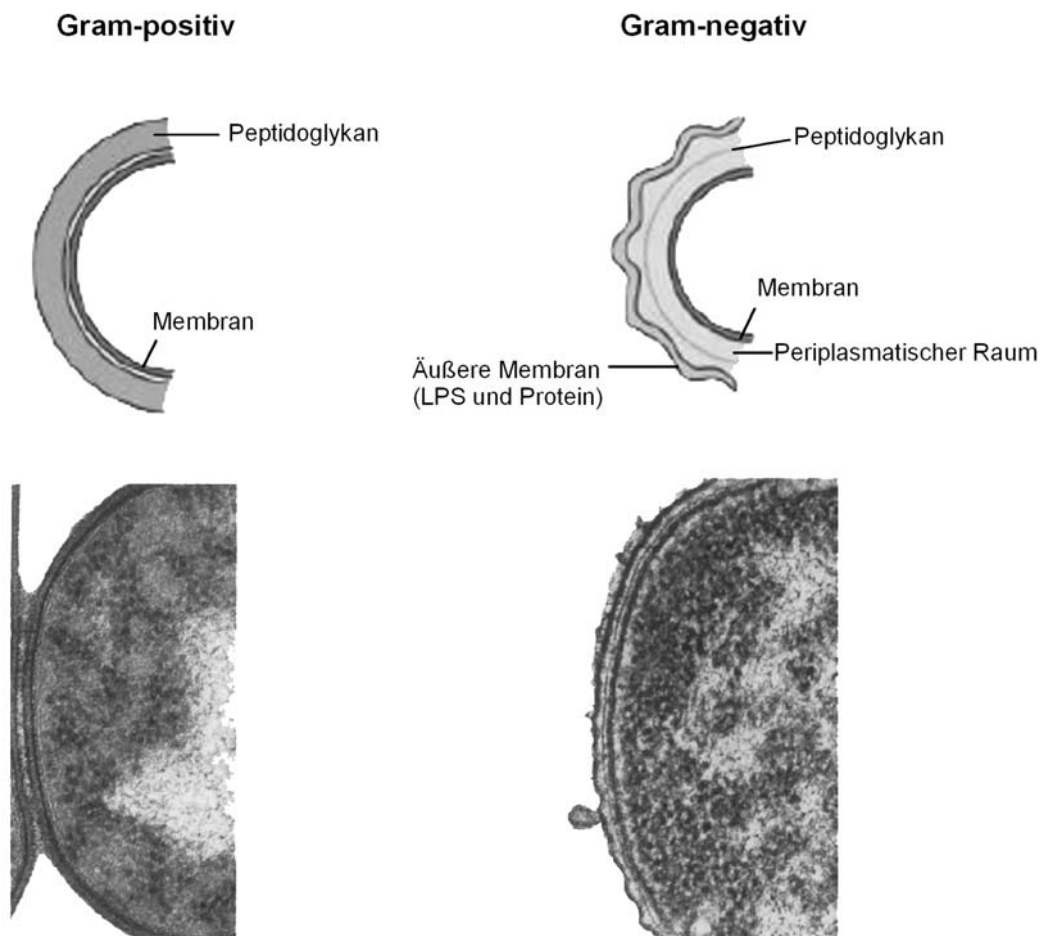 Gram-positiv
Gram-negativ
Peptidoglykan
Membran
Peptidoglykan
Membran
Periplasmatischer Raum
Äußere Membran
(LPS und Protein)